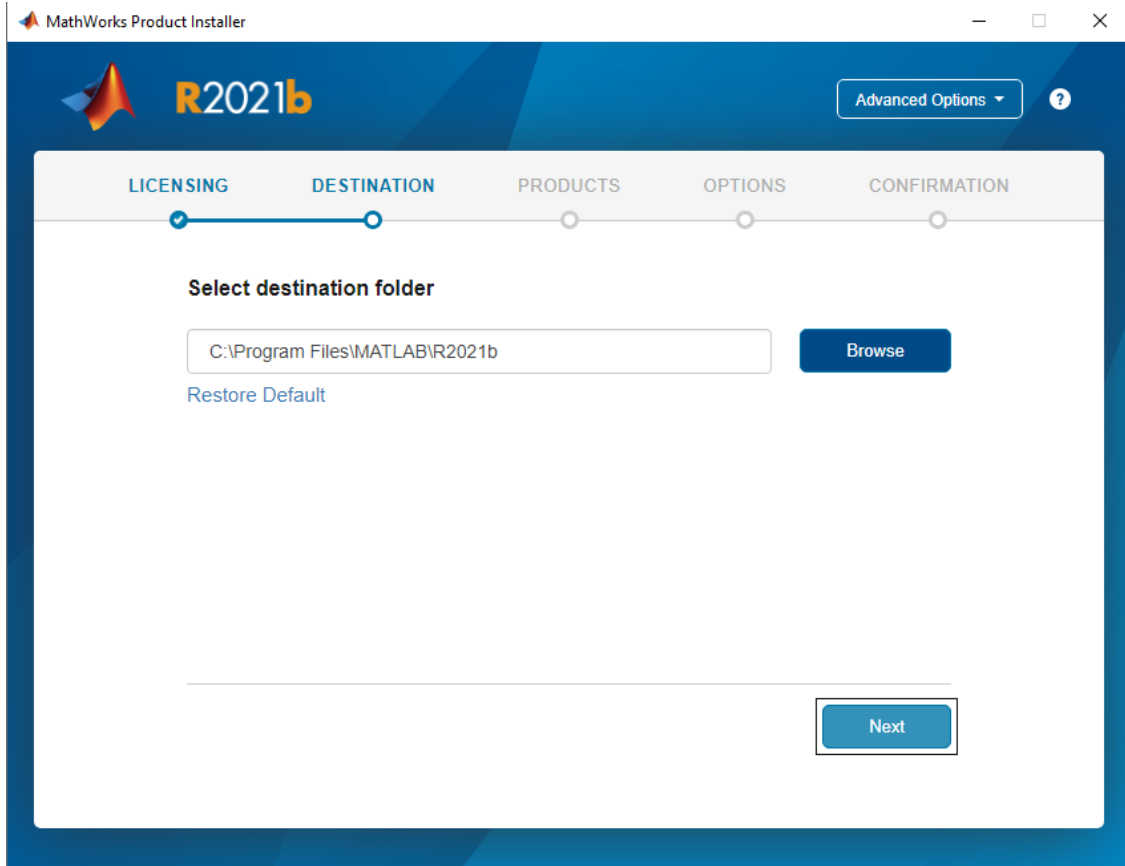 MathWorks Product Installer
R2021b
Advanced Options
?
LICENSING DESTINATION PRODUCTS OPTIONS CONFIRMATION
Select destination folder
C:\Program Files\MATLAB\R2021b
Browse
Restore Default
Next